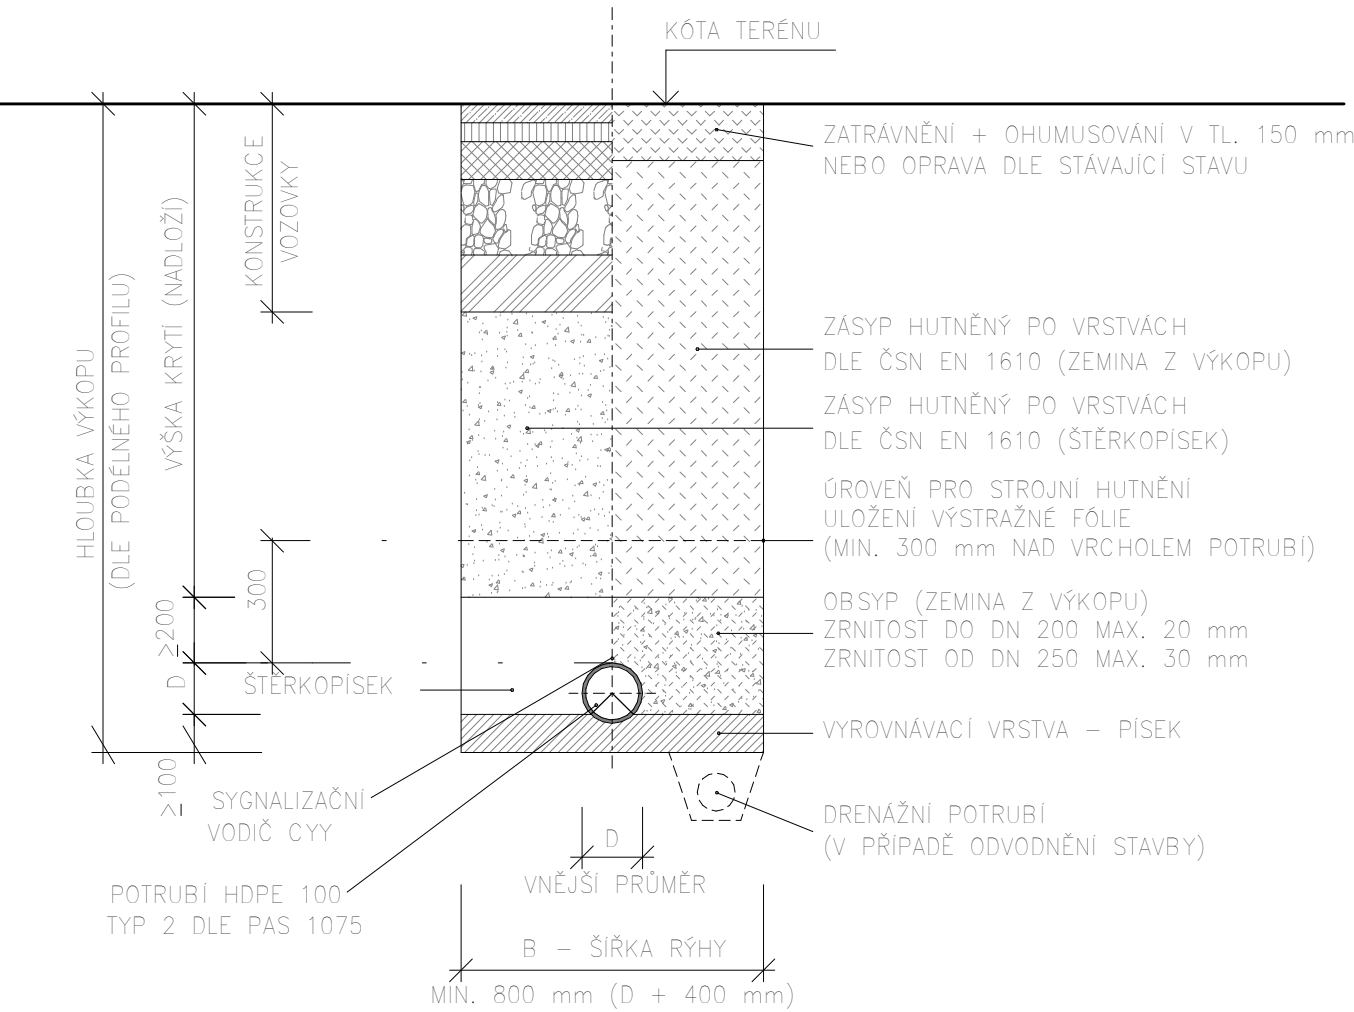 KÓTA TERÉNU
ZATRÁVNĚNÍ + OHUMUSOVÁNÍ V TL. 150 mm
NEBO OPRAVA DLE STÁVAJÍCÍ STAVU
KONSTRUKCE
VOZOVKY
VÝŠKA KRYTÍ (NADLOŽÍ)
HLOUBKA VÝKOPU
(DLE PODÉLNÉHO PROFILU)
ZÁSYP HUTNĚNÝ PO VRSTVÁCH
DLE ČSN EN 1610 (ZEMINA Z VÝKOPU)
ZÁSYP HUTNĚNÝ PO VRSTVÁCH
DLE ČSN EN 1610 (ŠTĚRKOPÍSEK)
ÚROVEŇ PRO STROJNÍ HUTNĚNÍ
ULOŽENÍ VÝSTRAŽNÉ FÓLIE
(MIN. 300 mm NAD VRCHOLEM POTRUBÍ)
300
≥200
D
≥100
OBSYP (ZEMINA Z VÝKOPU)
ZRNITOST DO DN 200 MAX. 20 mm
ZRNITOST OD DN 250 MAX. 30 mm
ŠTĚRKOPÍSEK
VYROVNÁVACÍ VRSTVA – PÍSEK
SYGNALIZAČNÍ
VODIČ CYY
DRENÁŽNÍ POTRUBÍ
(V PŘÍPADĚ ODVODNĚNÍ STAVBY)
D
VNĚJŠÍ PRŮMĚR
POTRUBÍ HDPE 100
TYP 2 DLE PAS 1075
B – ŠÍŘKA RÝHY
MIN. 800 mm (D + 400 mm)